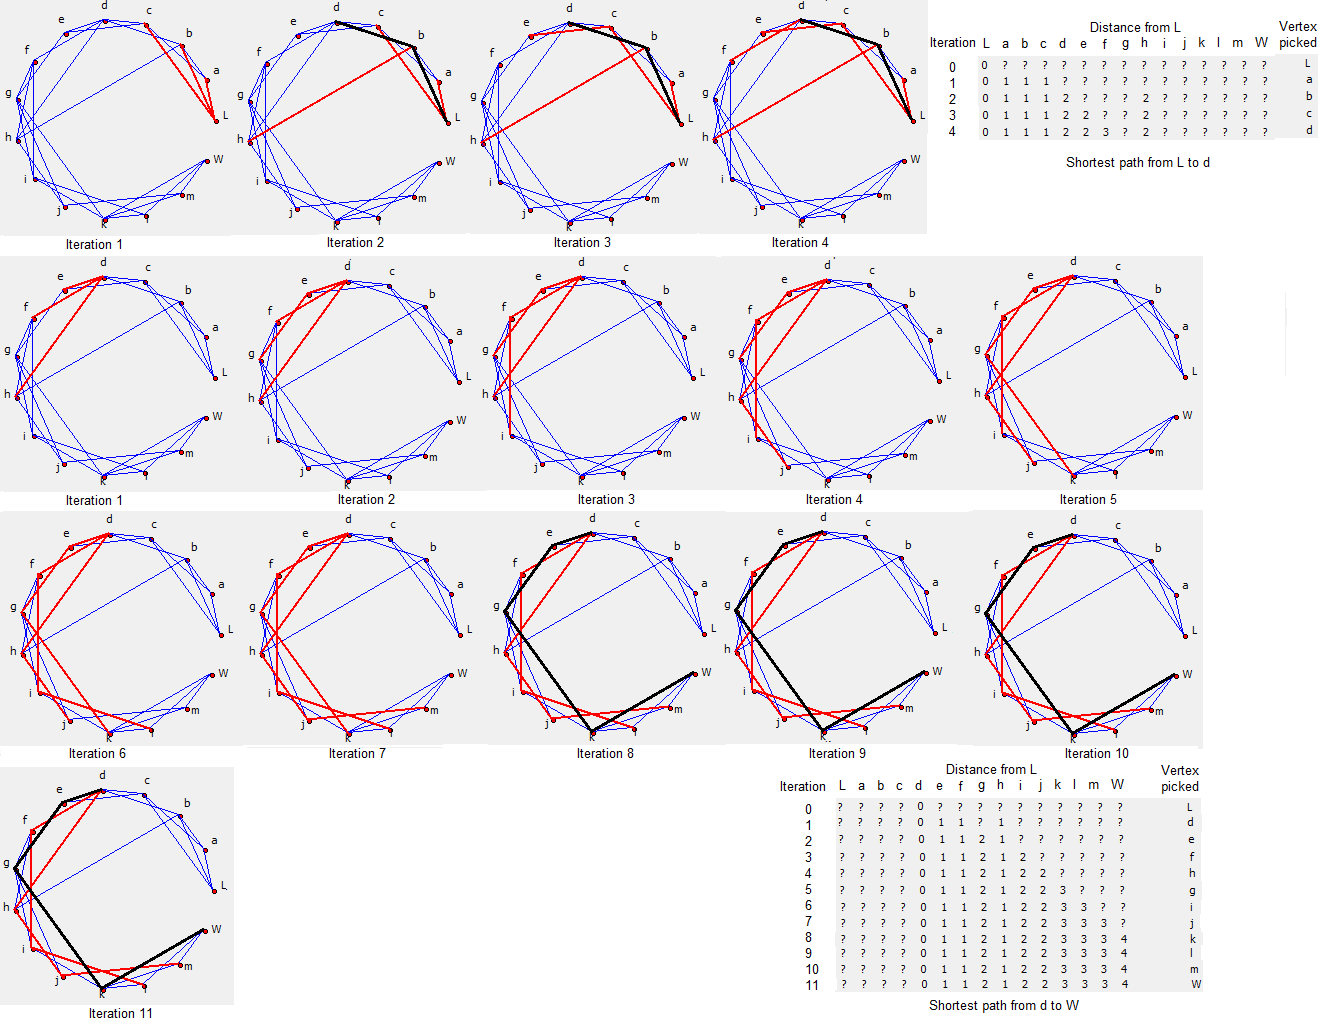 d
c
e
b
f
a
g
L
h
W
i
m
j
k
l
Iteration 1
d
c
e
b
f
a
g
L
h
W
i
m
j
k
l
Iteration 2
d
c
e
b
f
a
g
L
h
W
i
m
j
k
l
Iteration 3
d
c
e
b
f
a
g
L
h
W
i
m
j
k
l
Iteration 4
Distance from L Vertex
Iteration L a b c d e f g h i j k l m W picked
0 0 ? ? ? ? ? ? ? ? ? ? ? ? ? ? L
1 0 1 1 1 ? ? ? ? ? ? ? ? ? ? ? a
2 0 1 1 1 2 ? ? ? 2 ? ? ? ? ? ? b
3 0 1 1 1 2 2 ? ? 2 ? ? ? ? ? ? c
4 0 1 1 1 2 2 3 ? 2 ? ? ? ? ? ? d
Shortest path from L to d
d
c
e
b
f
a
g
L
h
W
i
m
j
k
l
Iteration 1
d
c
e
b
f
a
g
L
h
W
i
m
j
k
l
Iteration 2
d
c
e
b
f
a
g
L
h
W
i
m
j
k
l
Iteration 3
d
c
e
b
f
a
g
L
h
W
i
m
j
k
l
Iteration 4
d
c
e
b
f
a
g
L
h
W
i
m
j
k
l
Iteration 5
d
c
e
b
f
a
g
L
h
W
i
m
j
k
l
Iteration 6
d
c
e
b
f
a
g
L
h
W
i
m
j
k
l
Iteration 7
d
c
e
b
f
a
g
L
h
W
i
m
j
k
l
Iteration 8
d
c
e
b
f
a
g
L
h
W
i
m
j
k
l
Iteration 9
d
c
e
b
f
a
g
L
h
W
i
m
j
k
l
Iteration 10
d
c
e
b
f
a
g
L
h
W
i
m
j
k
l
Iteration 11
Distance from L Vertex
Iteration L a b c d e f g h i j k l m W picked
0 ? ? ? ? 0 ? ? ? ? ? ? ? ? ? ? L
1 ? ? ? ? 0 1 1 ? 1 ? ? ? ? ? ? d
2 ? ? ? ? 0 1 1 2 1 ? ? ? ? ? ? e
3 ? ? ? ? 0 1 1 2 1 2 ? ? ? ? ? f
4 ? ? ? ? 0 1 1 2 1 2 2 ? ? ? ? h
5 ? ? ? ? 0 1 1 2 1 2 2 3 ? ? ? g
6 ? ? ? ? 0 1 1 2 1 2 2 3 3 ? ? i
7 ? ? ? ? 0 1 1 2 1 2 2 3 3 3 ? j
8 ? ? ? ? 0 1 1 2 1 2 2 3 3 3 4 k
9 ? ? ? ? 0 1 1 2 1 2 2 3 3 3 4 l
10 ? ? ? ? 0 1 1 2 1 2 2 3 3 3 4 m
11 ? ? ? ? 0 1 1 2 1 2 2 3 3 3 4 W
Shortest path from d to W